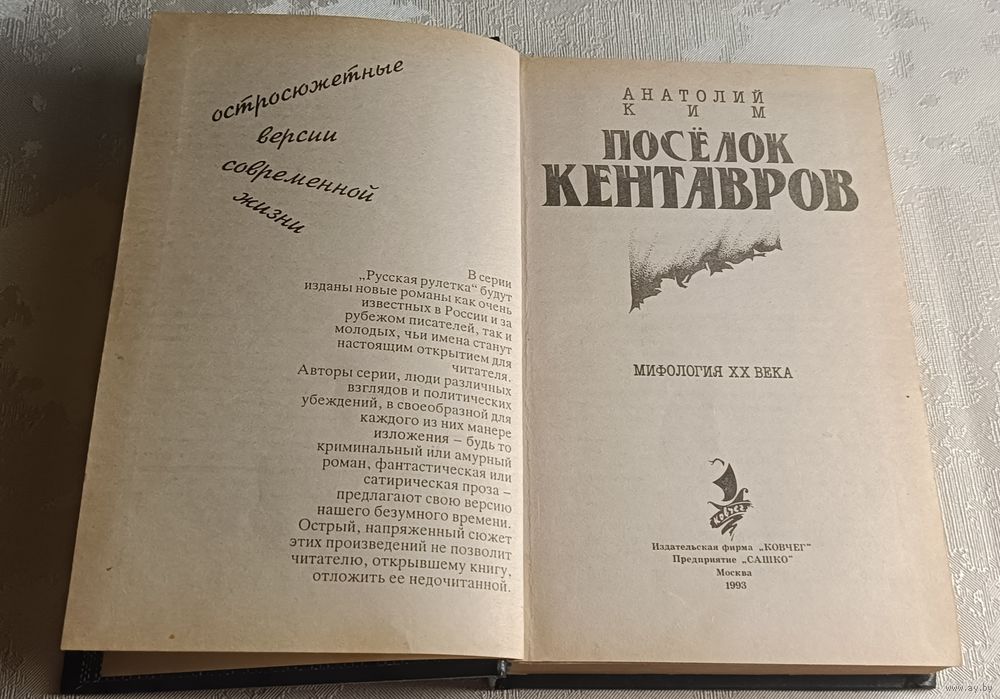 остросюжетные
версии
современной
жизни
В серии
„Русская рулетка“ будут
изданы новые романы как очень
известных в России и за
рубежом писателей, так и
молодых, чьи имена станут
настоящим открытием для
читателя.
Авторы серии, люди различных
взглядов и политических
убеждений, в своеобразной для
каждого из них манере
изложения – будь то
криминальный или амурный
роман, фантастическая или
сатирическая проза –
предлагают свою версию
нашего безумного времени.
Острый, напряженный сюжет
этих произведений не позволит
читателю, открывшему книгу,
отложить ее недочитанной.
АНАТОЛИЙ
КИМ
ПОСЁЛОК
КЕНТАВРОВ
МИФОЛОГИЯ XX ВЕКА
Ковчег
Издательская фирма „КОВЧЕГ“
Предприятие „САШКО“
Москва
1993
www.ay.by